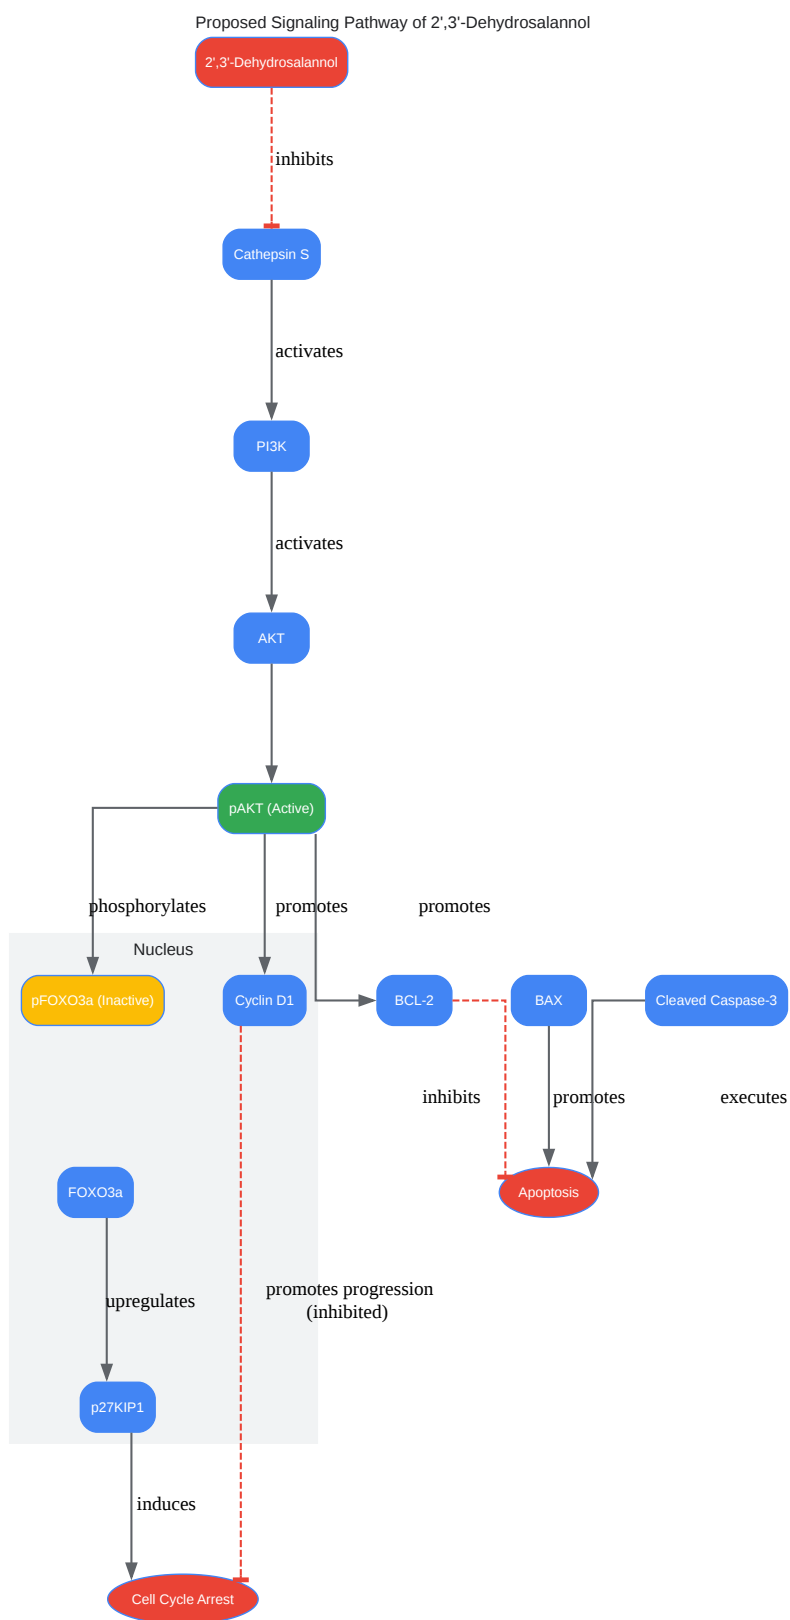 Proposed Signaling Pathway of 2',3'-Dehydrosalannol
2',3'-Dehydrosalannol
inhibits
Cathepsin S
activates
PI3K
activates
AKT
pAKT (Active)
phosphorylates
promotes
promotes
Nucleus
pFOXO3a (Inactive)
Cyclin D1
BCL-2
BAX
Cleaved Caspase-3
inhibits
promotes
executes
FOXO3a
Apoptosis
upregulates
promotes progression
(inhibited)
p27KIP1
induces
Cell Cycle Arrest